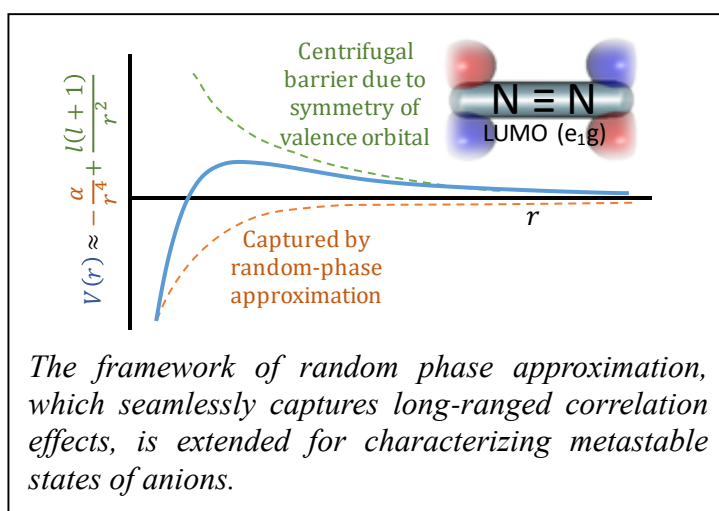 Centrifugal
barrier due to
symmetry of
valence orbital
N ≡ N
LUMO (e₁g)
V(r) ≈ − α/r⁴ + l(l + 1)/r²
r
Captured by
random-phase
approximation
The framework of random phase approximation,
which seamlessly captures long-ranged correlation
effects, is extended for characterizing metastable
states of anions.